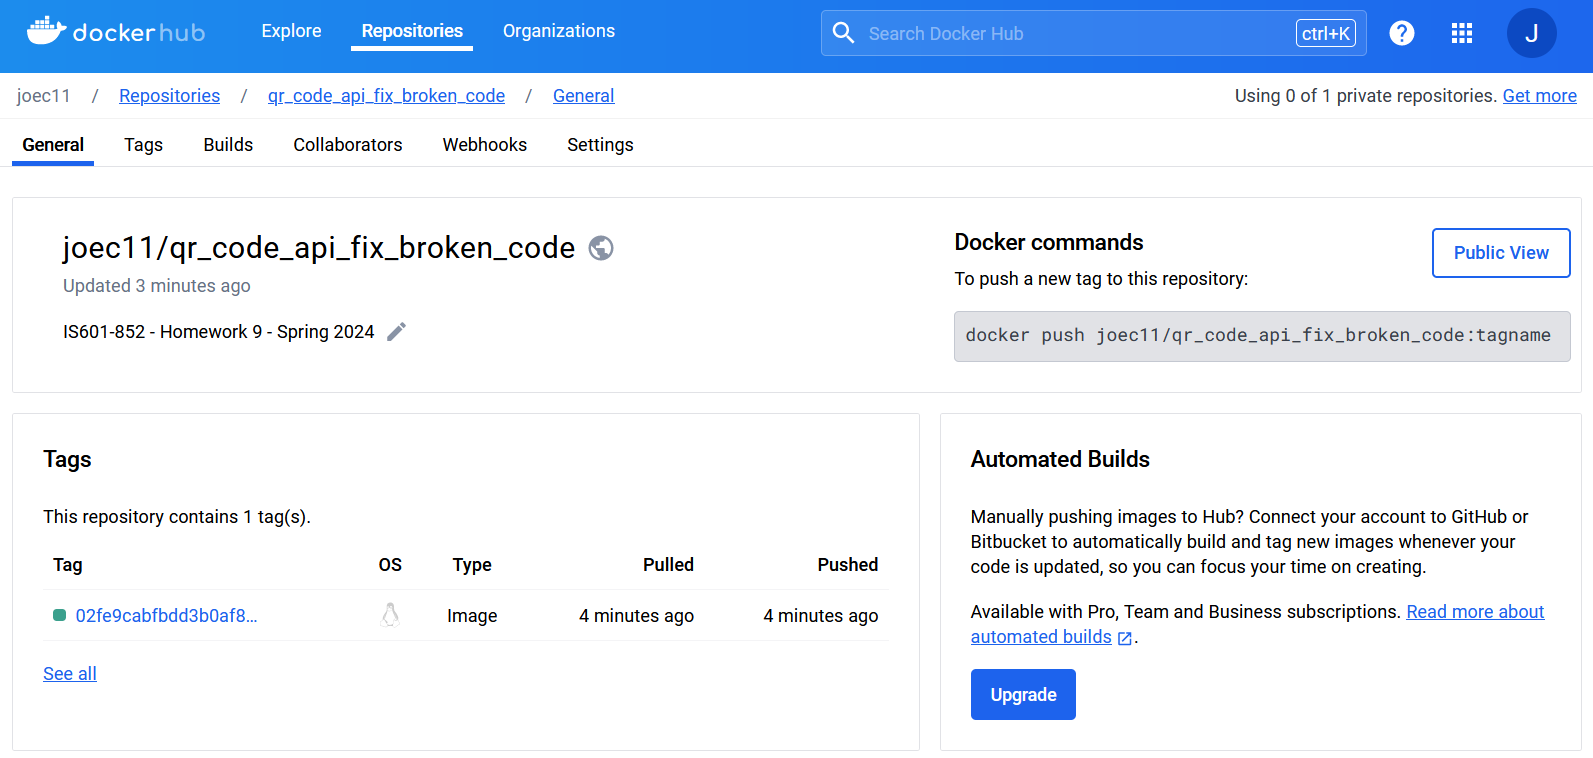 dockerhub Explore Repositories Organizations Search Docker Hub ctrl+K ? J
joec11 / Repositories / qr_code_api_fix_broken_code / General Using 0 of 1 private repositories. Get more
General Tags Builds Collaborators Webhooks Settings
joec11/qr_code_api_fix_broken_code
Updated 3 minutes ago
IS601-852 - Homework 9 - Spring 2024
Docker commands
Public View
To push a new tag to this repository:
docker push joec11/qr_code_api_fix_broken_code:tagname
Tags
This repository contains 1 tag(s).
Tag OS Type Pulled Pushed
02fe9cabfbdd3b0af8... Image 4 minutes ago 4 minutes ago
See all
Automated Builds
Manually pushing images to Hub? Connect your account to GitHub or
Bitbucket to automatically build and tag new images whenever your
code is updated, so you can focus your time on creating.
Available with Pro, Team and Business subscriptions. Read more about
automated builds .
Upgrade